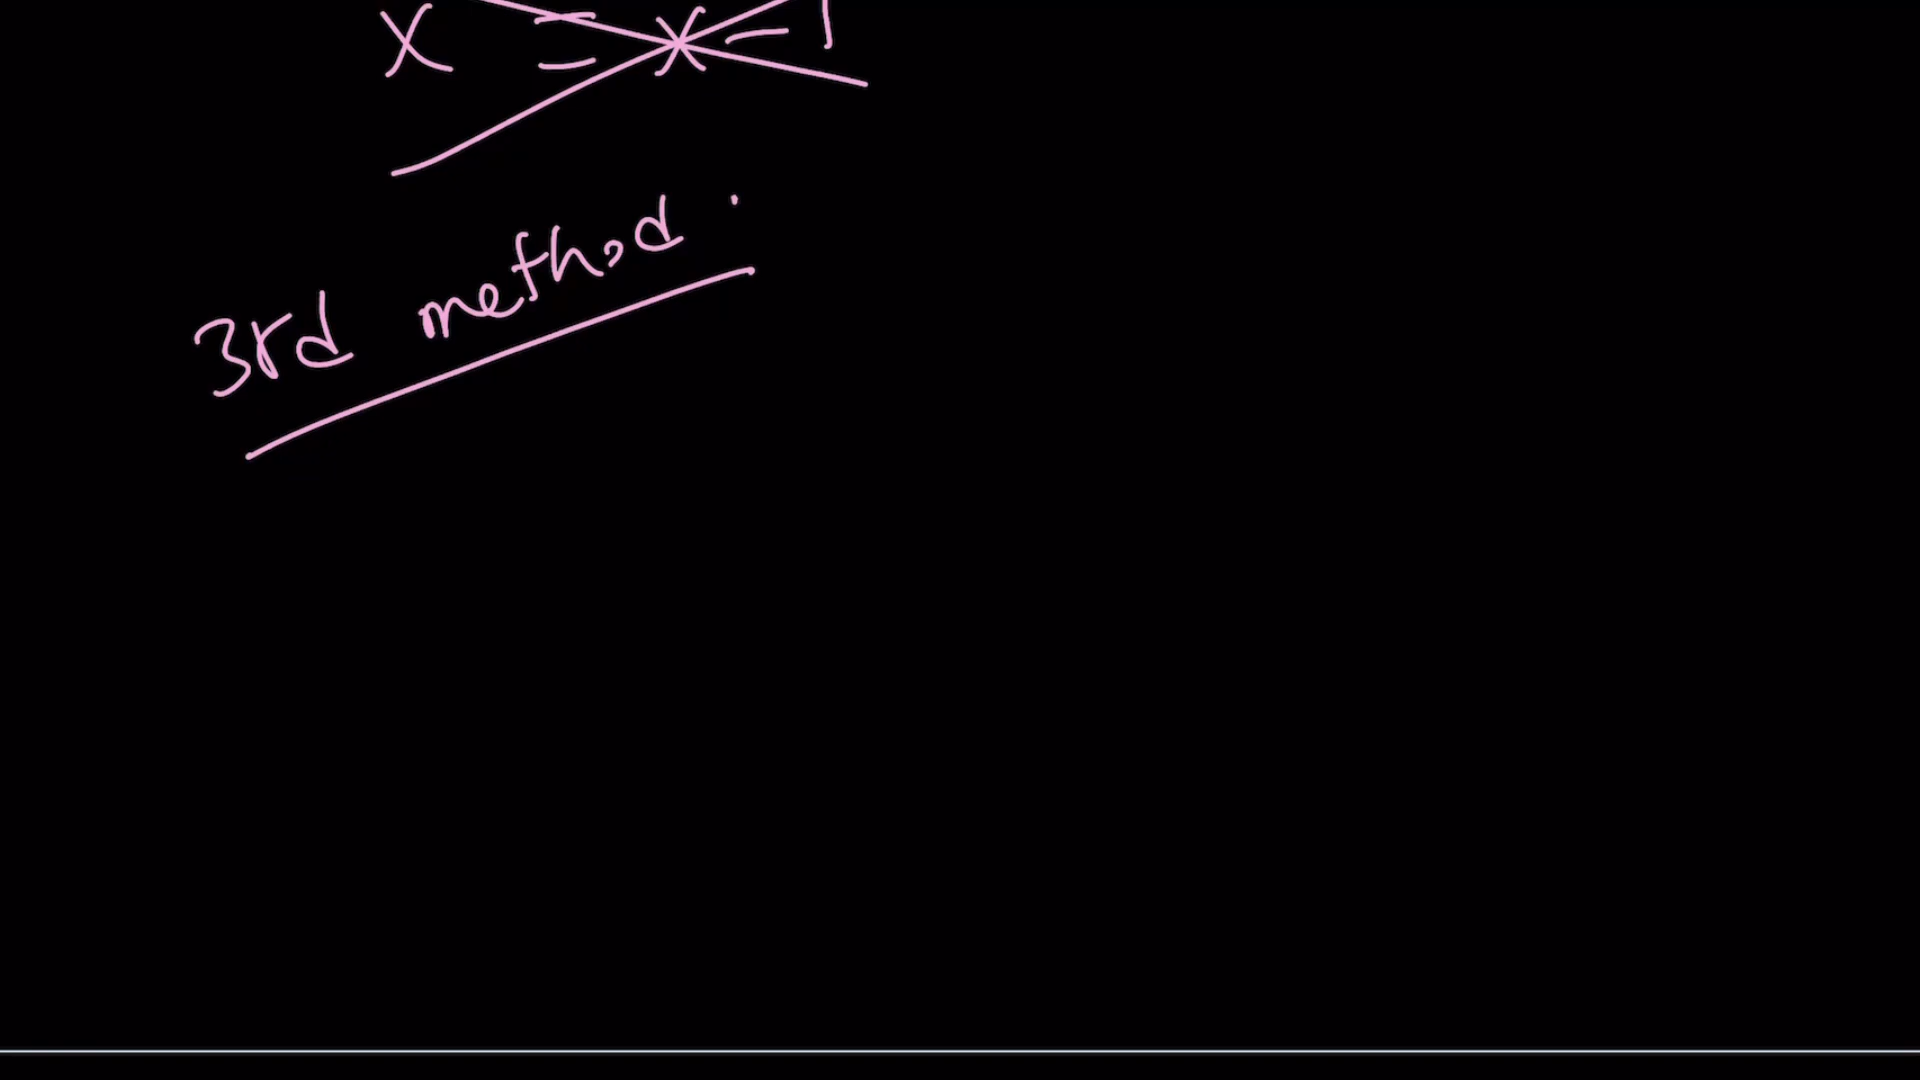 x = x - 1
3rd method.